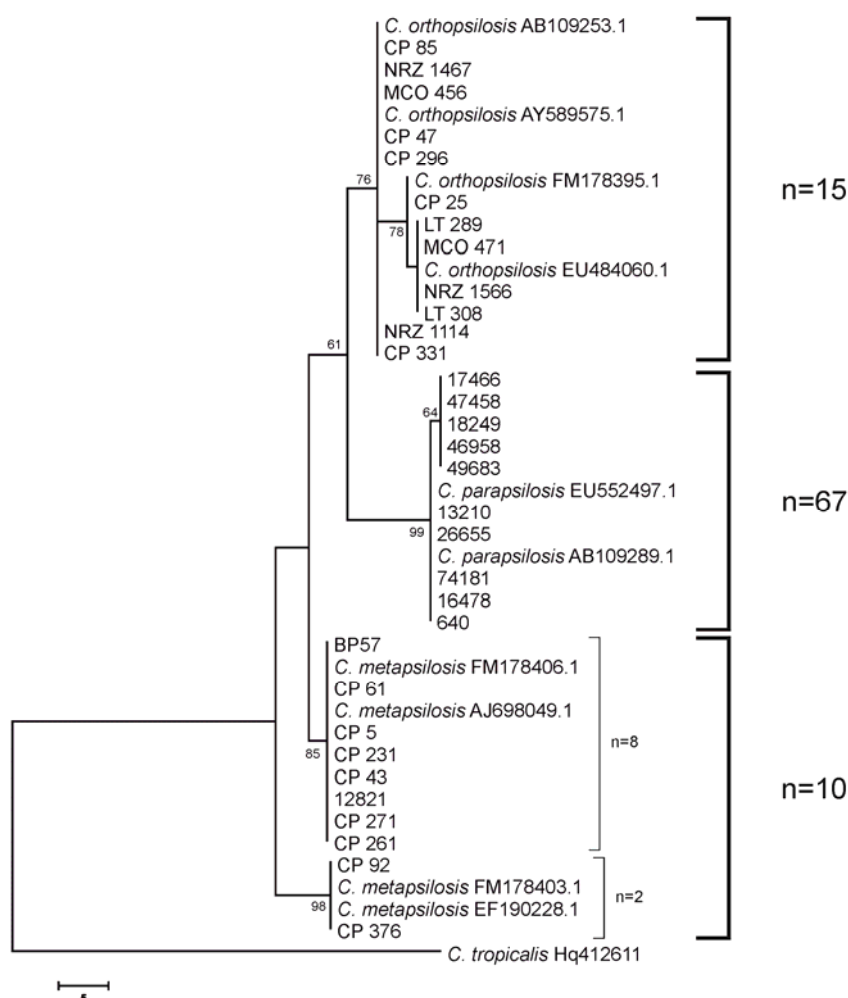 C. orthopsilosis AB109253.1
CP 85
NRZ 1467
MCO 456
C. orthopsilosis AY589575.1
CP 47
CP 296
76
C. orthopsilosis FM178395.1
n=15
CP 25
LT 289
78
MCO 471
C. orthopsilosis EU484060.1
NRZ 1566
LT 308
NRZ 1114
61
CP 331
17466
47458
64
18249
46958
49683
C. parapsilosis EU552497.1
n=67
13210
99
26655
C. parapsilosis AB109289.1
74181
16478
640
BP57
C. metapsilosis FM178406.1
CP 61
C. metapsilosis AJ698049.1
CP 5
n=8
85
CP 231
CP 43
n=10
12821
CP 271
CP 261
CP 92
C. metapsilosis FM178403.1
n=2
98
C. metapsilosis EF190228.1
CP 376
C. tropicalis Hq412611